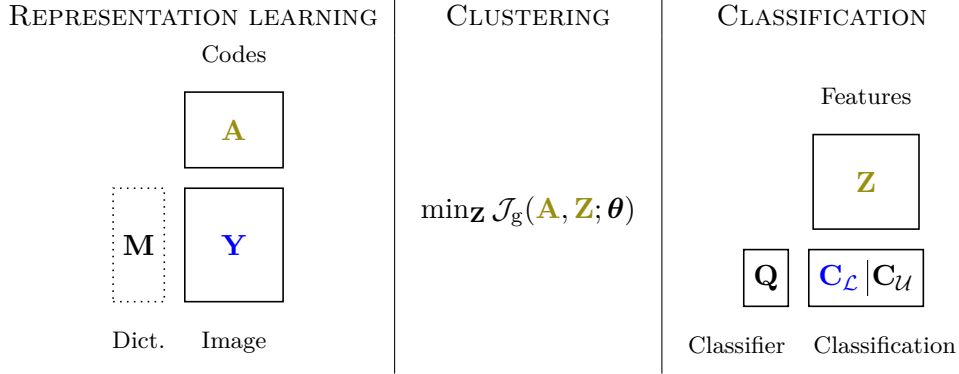 REPRESENTATION LEARNING
Codes
A
M
Y
Dict.
Image
CLUSTERING
min_Z 𝒥_g(A, Z; θ)
CLASSIFICATION
Features
Z
Q
C_ℒ | C_𝒰
Classifier
Classification